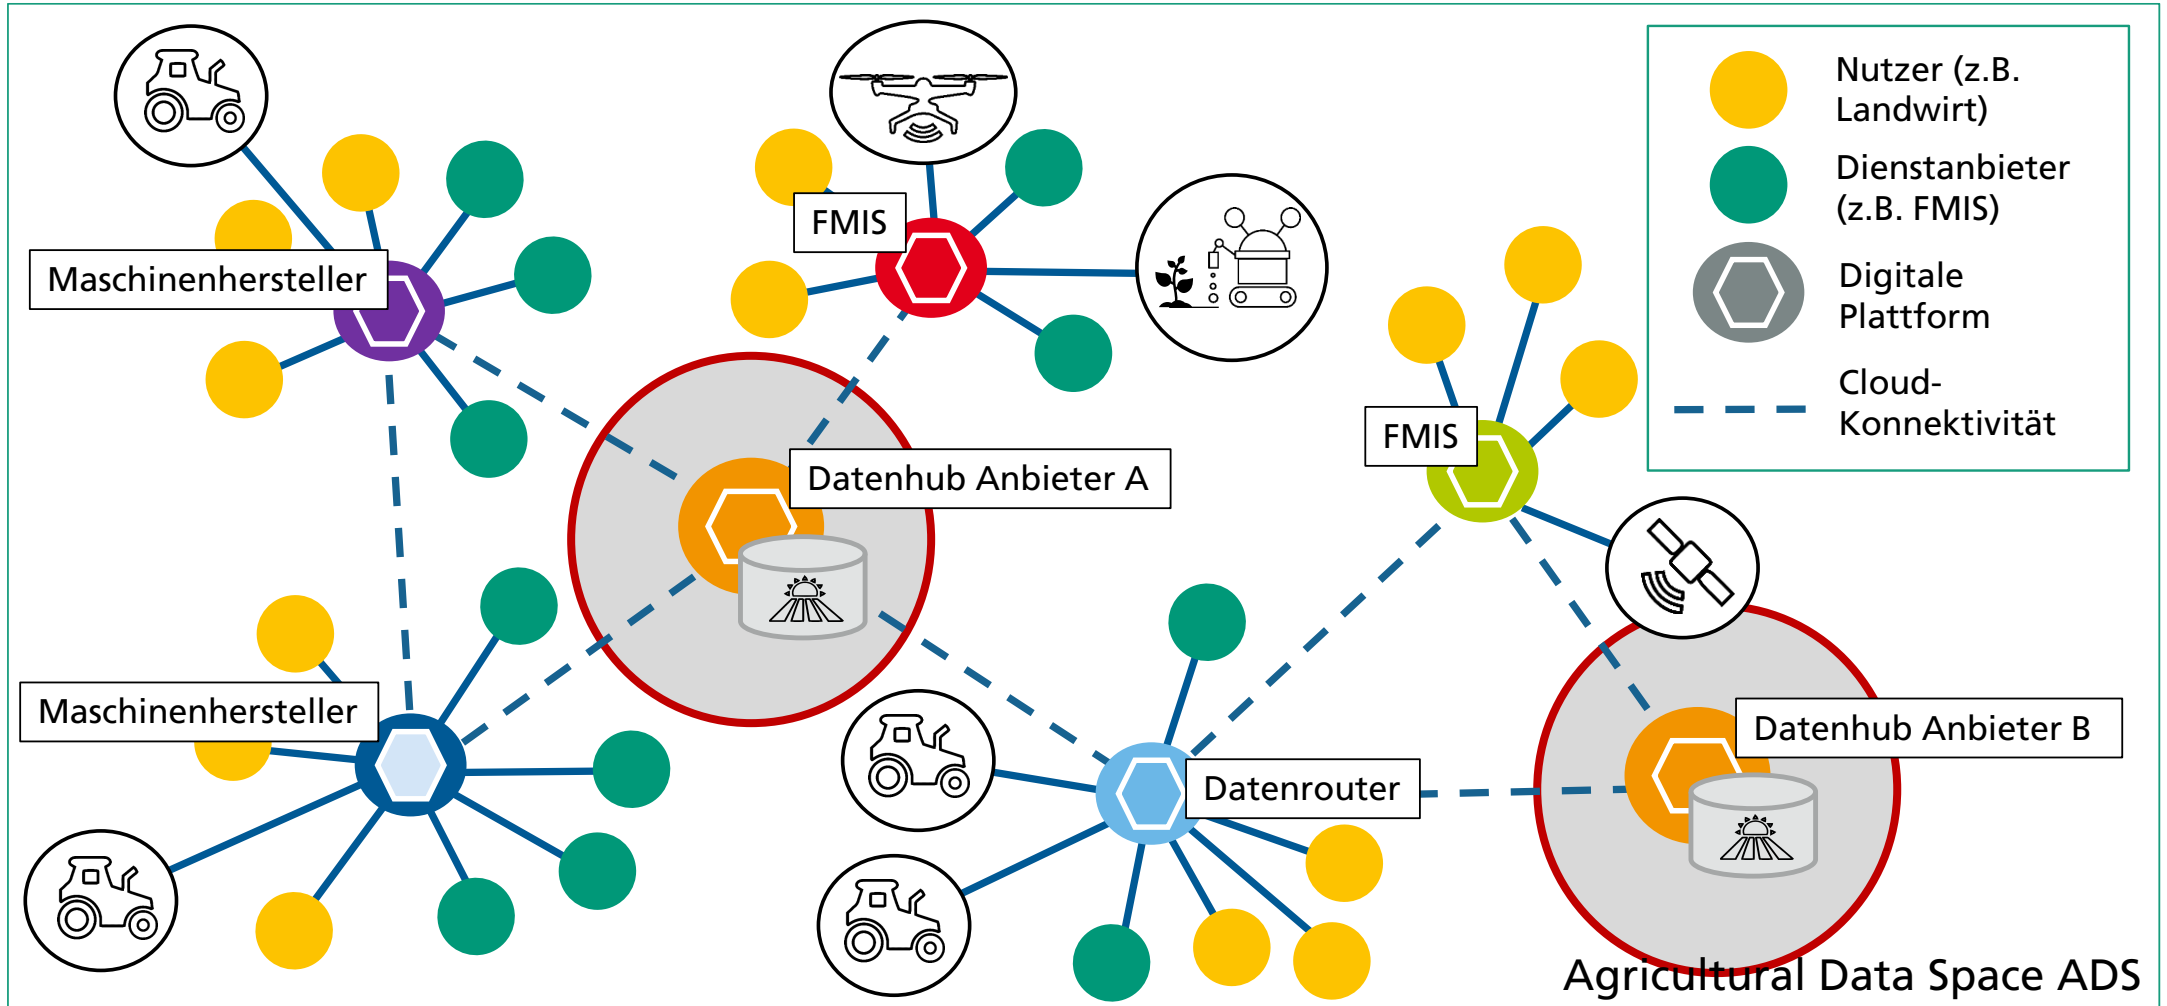 Nutzer (z.B.
Landwirt)
Dienstanbieter
(z.B. FMIS)
Digitale
Plattform
Cloud-
Konnektivität
FMIS
Maschinenhersteller
FMIS
Datenhub Anbieter A
Maschinenhersteller
Datenrouter
Datenhub Anbieter B
Agricultural Data Space ADS